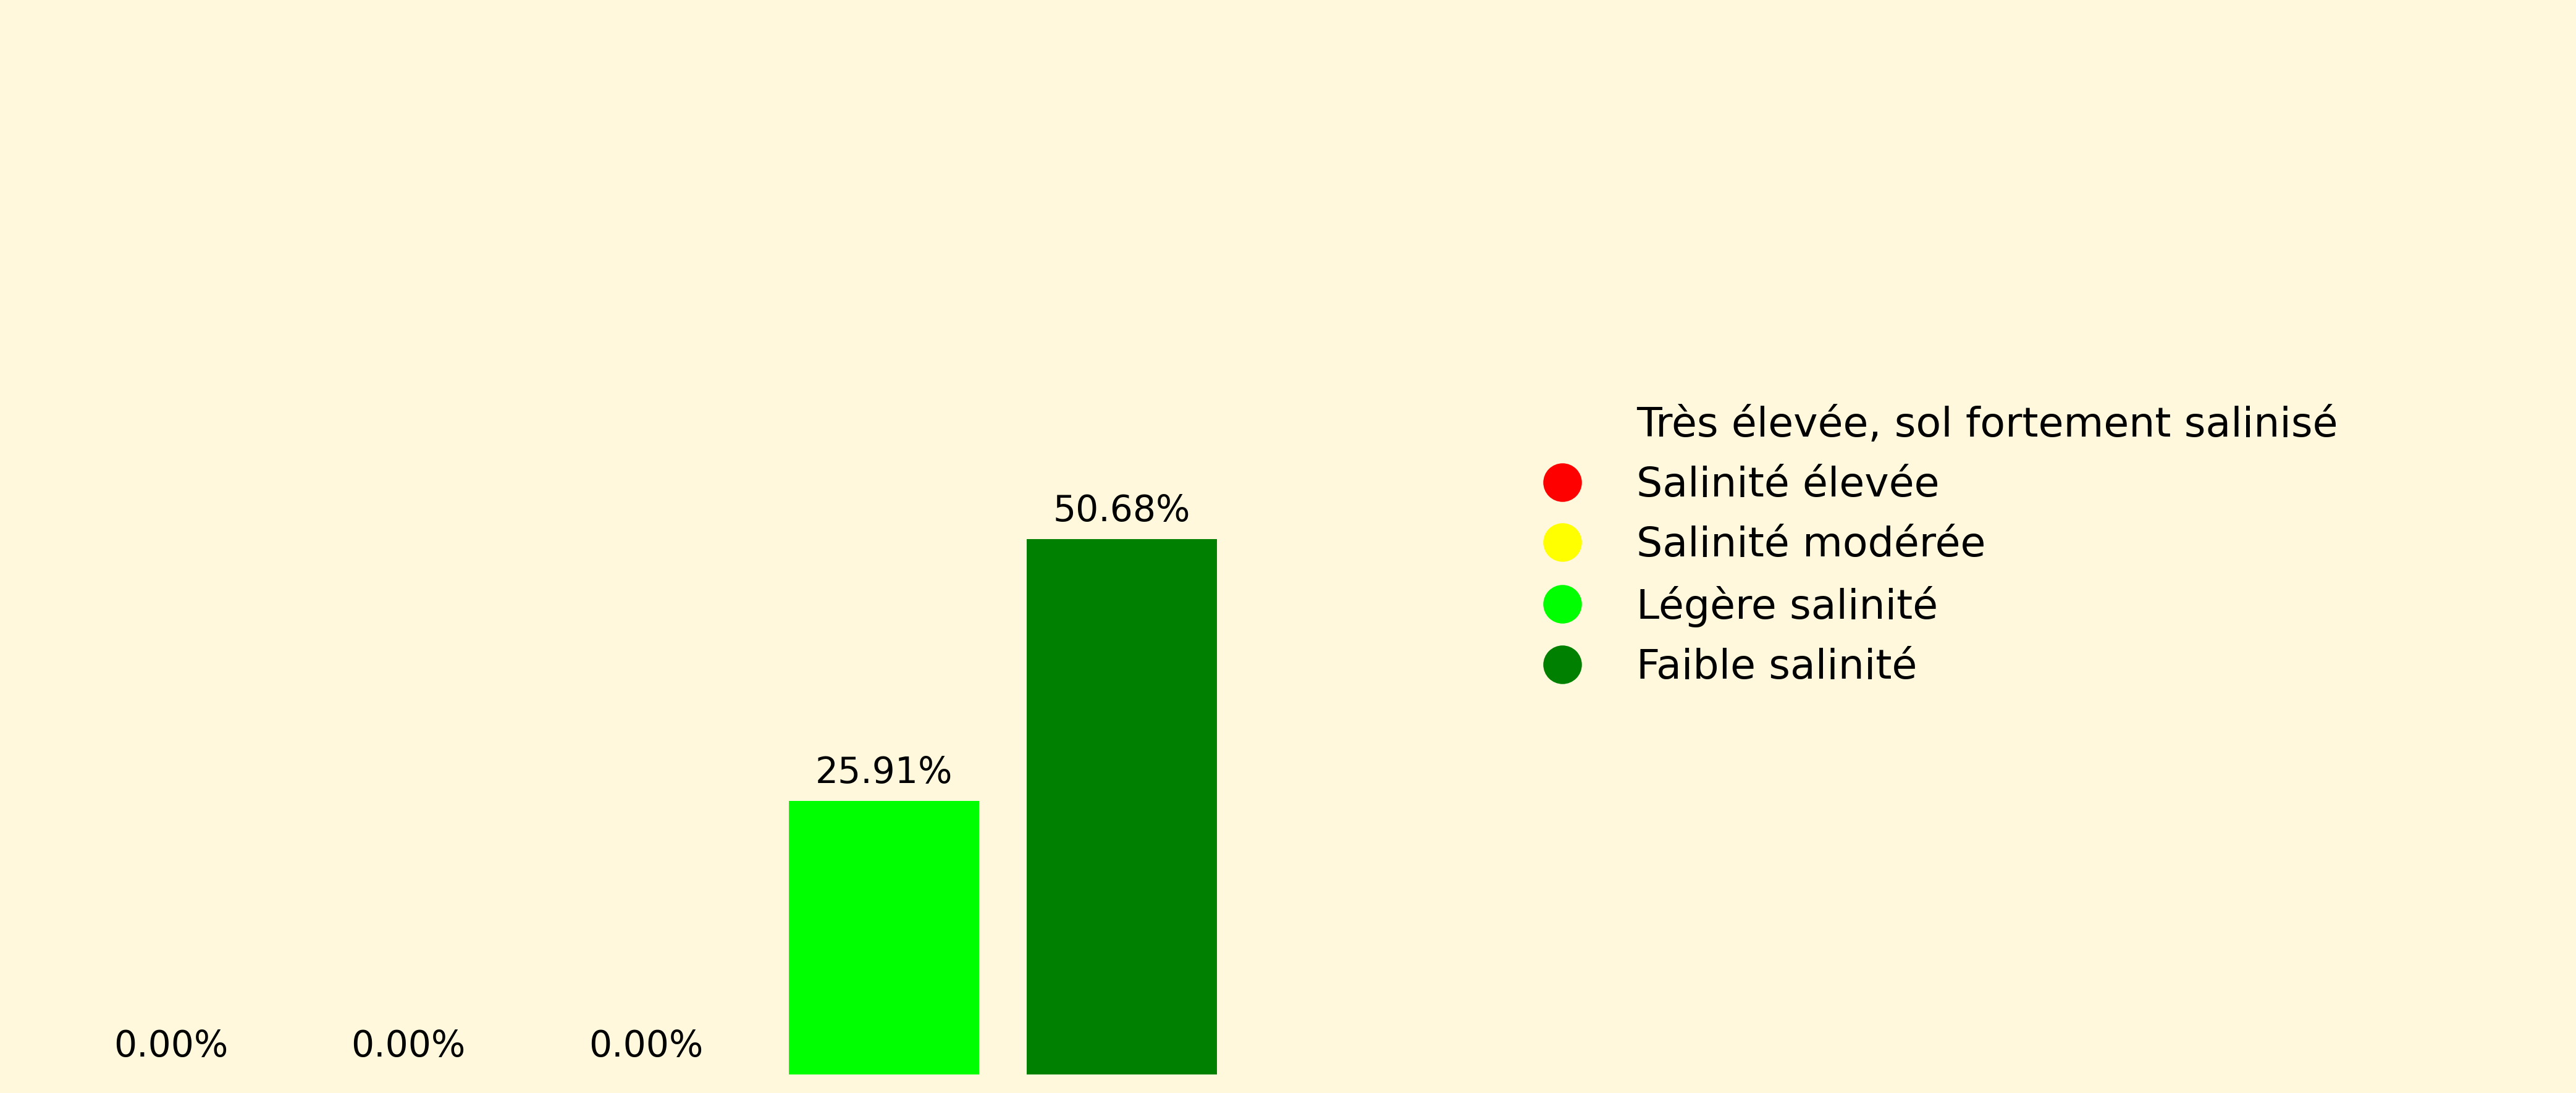 Très élevée, sol fortement salinisé
Salinité élevée
Salinité modérée
Légère salinité
Faible salinité
50.68%
25.91%
0.00%
0.00%
0.00%